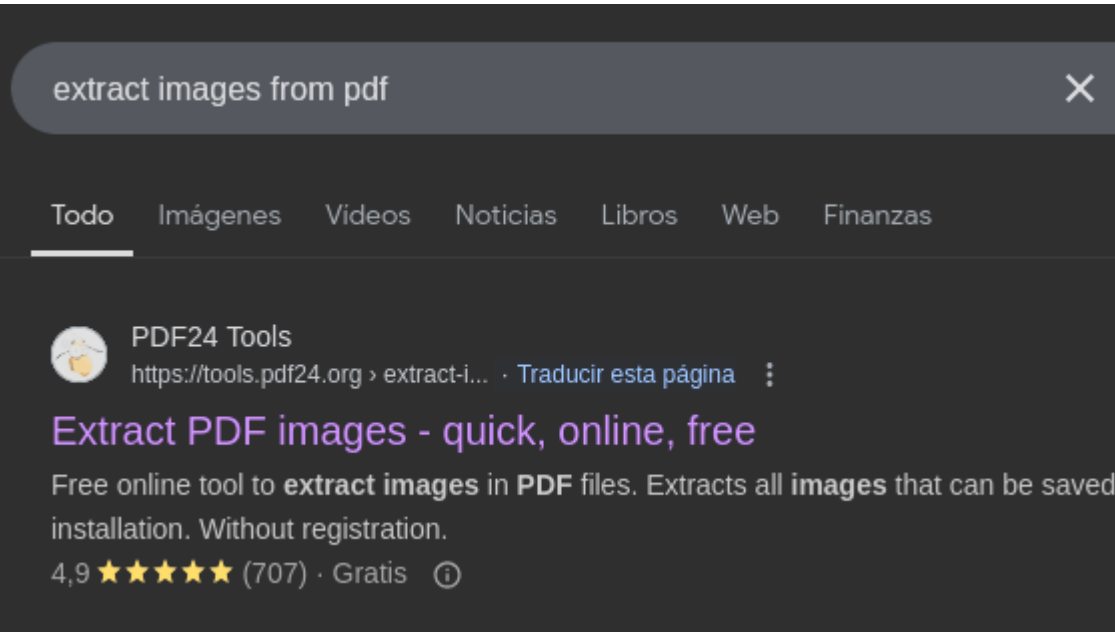 extract images from pdf
Todo Imágenes Vídeos Noticias Libros Web Finanzas
PDF24 Tools
https://tools.pdf24.org › extract-i... · Traducir esta página
Extract PDF images - quick, online, free
Free online tool to extract images in PDF files. Extracts all images that can be saved
installation. Without registration.
4,9 (707) · Gratis